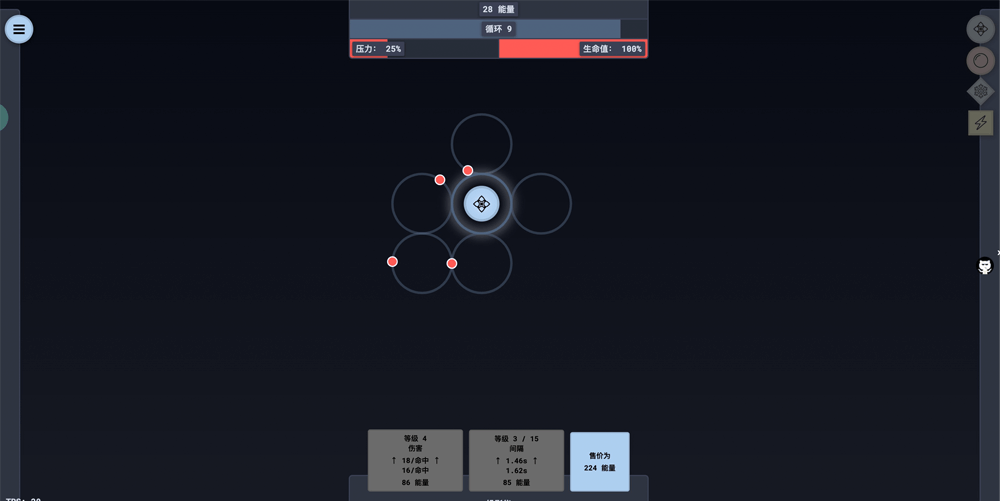 28 能量
循环 9
压力: 25%
生命值: 100%
等级 4
伤害
↑ 18/命中 ↑
16/命中
86 能量
等级 3 / 15
间隔
↑ 1.46s ↑
1.62s
85 能量
售价为
224 能量